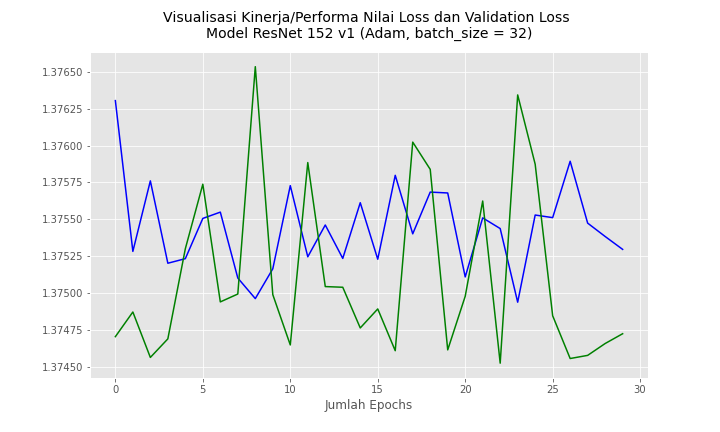 Visualisasi Kinerja/Performa Nilai Loss dan Validation Loss
Model ResNet 152 v1 (Adam, batch_size = 32)
1.37650
1.37625
1.37600
1.37575
1.37550
1.37525
1.37500
1.37475
1.37450
0 5 10 15 20 25 30
Jumlah Epochs